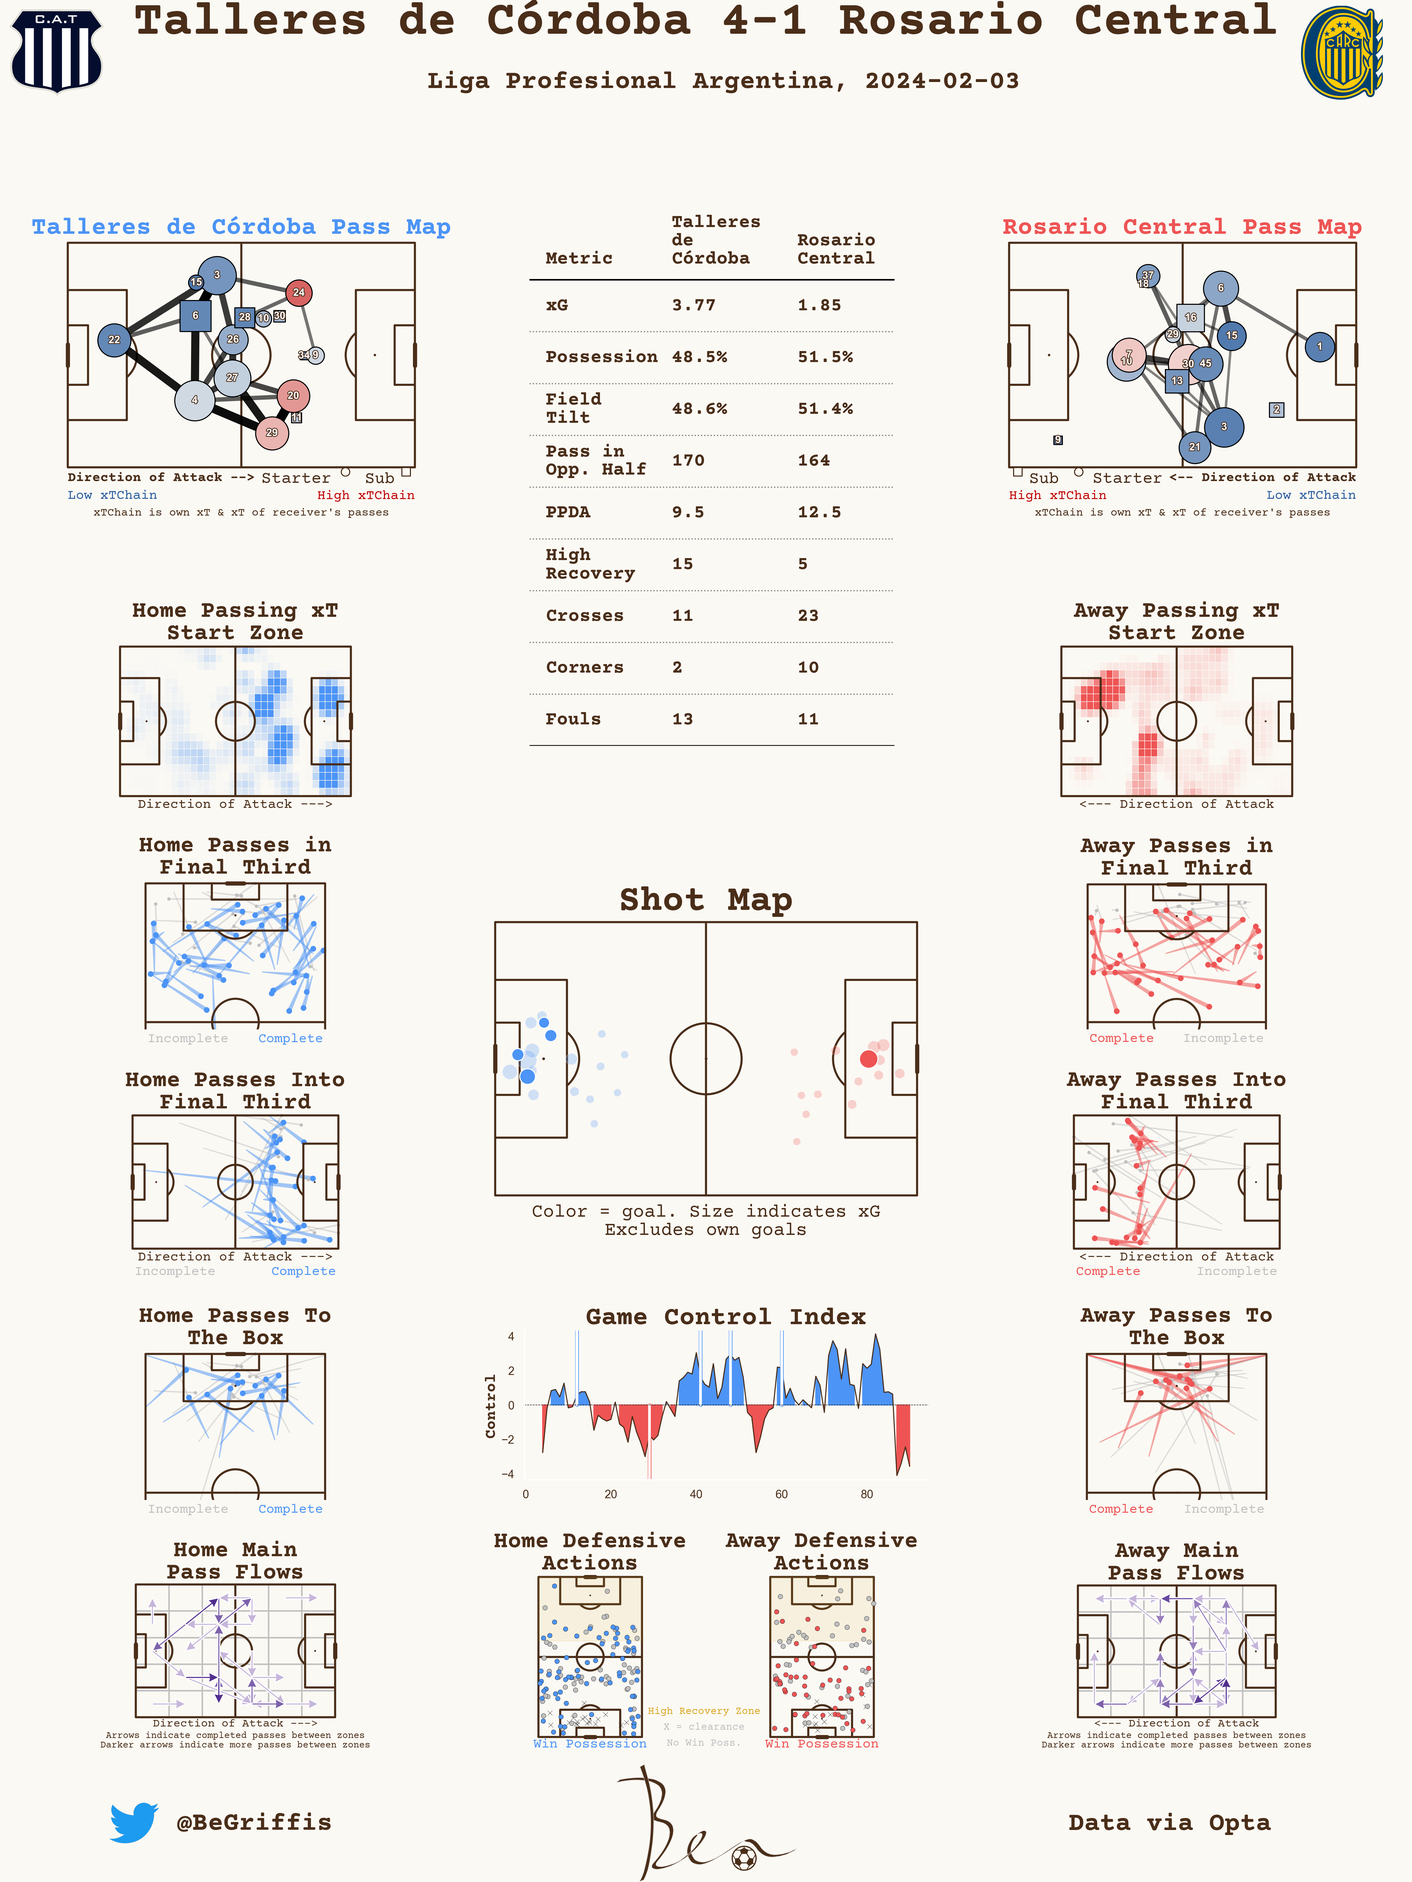 C.A.T
Talleres de Córdoba 4-1 Rosario Central
CARC
Liga Profesional Argentina, 2024-02-03
Talleres de Córdoba Pass Map
3
15
24
6
28
10
30
22
26
34
9
27
20
4
11
29
Direction of Attack --> Starter Sub
Low xTChain High xTChain
xTChain is own xT & xT of receiver's passes
Metric Talleres de Córdoba Rosario Central
xG 3.77 1.85
Possession 48.5% 51.5%
Field Tilt 48.6% 51.4%
Pass in Opp. Half 170 164
PPDA 9.5 12.5
High Recovery 15 5
Crosses 11 23
Corners 2 10
Fouls 13 11
Rosario Central Pass Map
37
18
6
16
29
15
1
7
10
30
45
13
2
3
9
21
Sub Starter <-- Direction of Attack
High xTChain Low xTChain
xTChain is own xT & xT of receiver's passes
Home Passing xT
Start Zone
Direction of Attack --->
Away Passing xT
Start Zone
<--- Direction of Attack
Home Passes in
Final Third
Incomplete Complete
Away Passes in
Final Third
Complete Incomplete
Shot Map
Color = goal. Size indicates xG
Excludes own goals
Home Passes Into
Final Third
Direction of Attack --->
Incomplete Complete
Away Passes Into
Final Third
<--- Direction of Attack
Complete Incomplete
Home Passes To
The Box
Incomplete Complete
Game Control Index
Control
4
2
0
−2
−4
0 20 40 60 80
Away Passes To
The Box
Complete Incomplete
Home Main
Pass Flows
Direction of Attack --->
Arrows indicate completed passes between zones
Darker arrows indicate more passes between zones
Home Defensive
Actions
Win Possession
Away Defensive
Actions
Win Possession
High Recovery Zone
X = clearance
No Win Poss.
Away Main
Pass Flows
<--- Direction of Attack
Arrows indicate completed passes between zones
Darker arrows indicate more passes between zones
@BeGriffis
Ben
Data via Opta